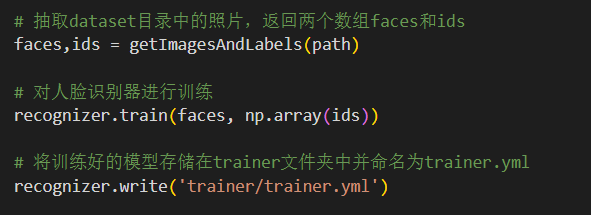 # 抽取dataset目录中的照片，返回两个数组faces和ids
faces,ids = getImagesAndLabels(path)
# 对人脸识别器进行训练
recognizer.train(faces, np.array(ids))
# 将训练好的模型存储在trainer文件夹中并命名为trainer.yml
recognizer.write('trainer/trainer.yml')